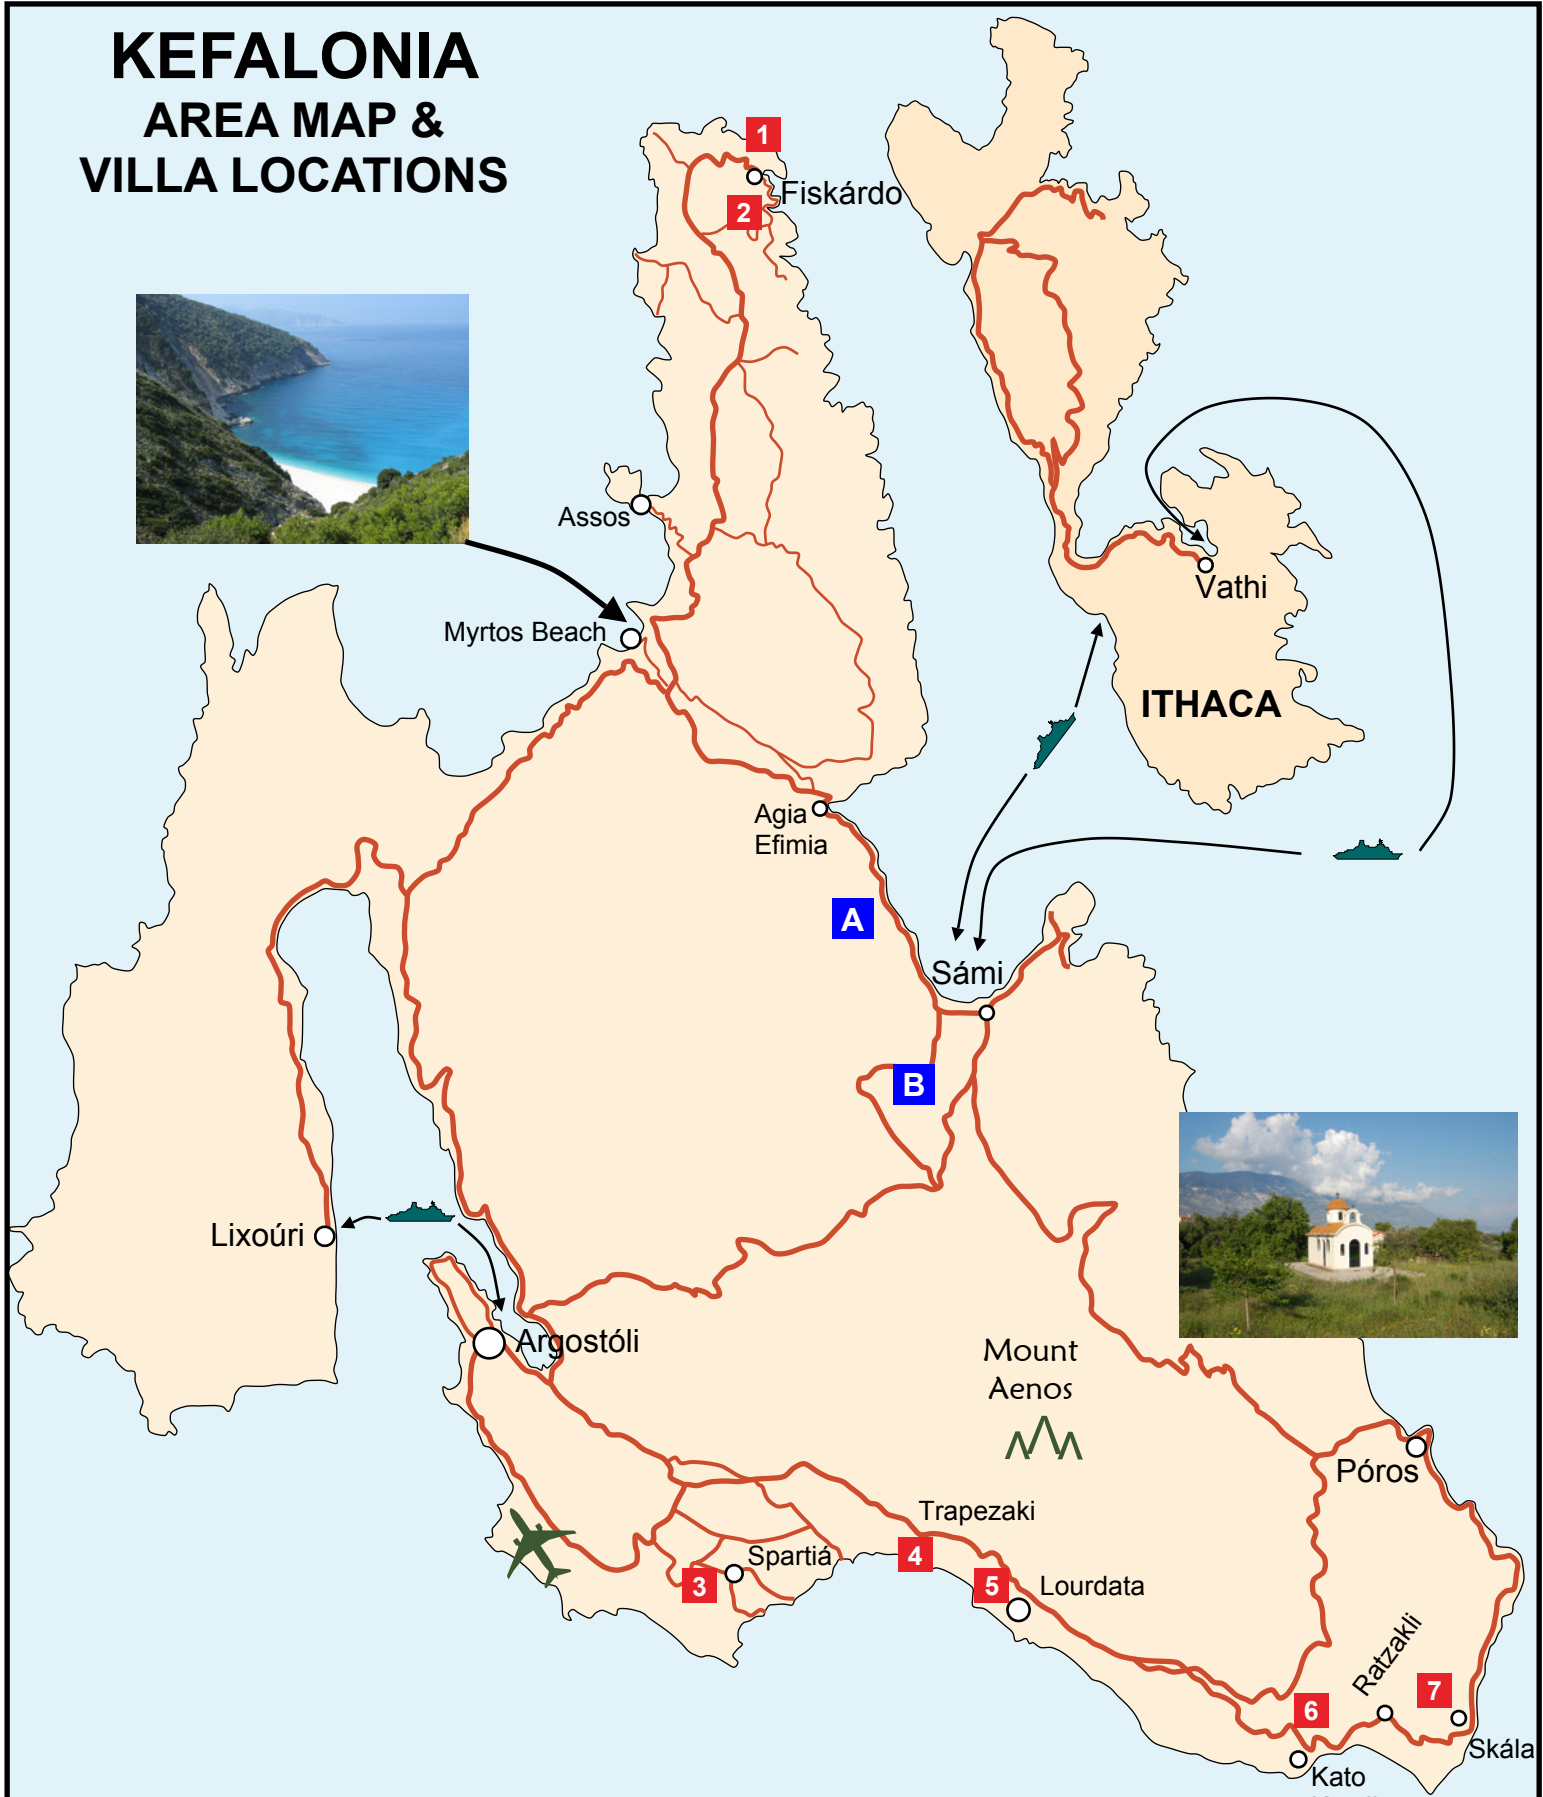 KEFALONIA
AREA MAP &
VILLA LOCATIONS
1
Fiskárdo
2
Assos
Vathi
Myrtos Beach
ITHACA
Agia
Efimia
A
Sámi
B
Lixoúri
Argostóli
Mount
Aenos
Póros
Trapezaki
4
Spartiá
3
5
Lourdata
Ratzakli
7
6
Skála
Kato